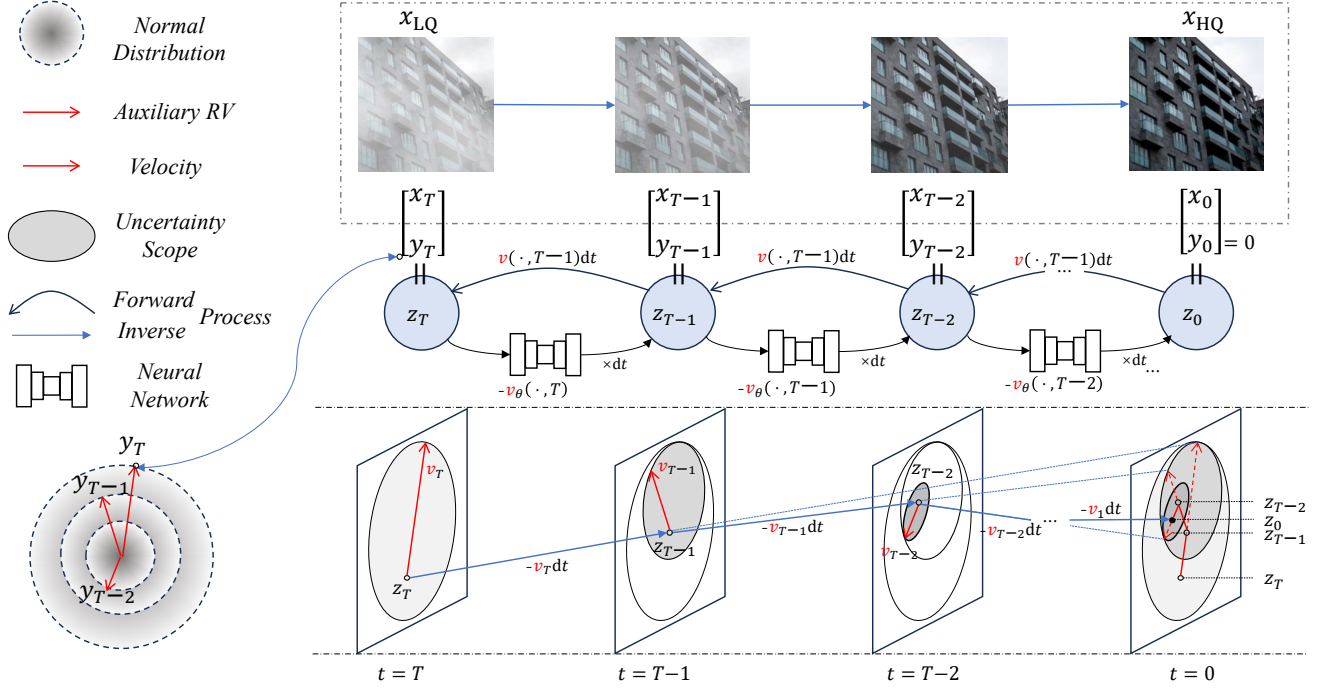 Normal
Distribution
Auxiliary RV
Velocity
Uncertainty
Scope
Forward
Inverse
Process
Neural
Network
x_LQ
x_HQ
[x_T
y_T]
[x_{T−1}
y_{T−1}]
[x_{T−2}
y_{T−2}]
[x_0
y_0] = 0
v(·,T−1)dt
v(·,T−1)dt
v(·,T−1)dt
...
z_T
z_{T−1}
z_{T−2}
z_0
×dt
×dt
×dt
...
-v_θ(·,T)
-v_θ(·,T−1)
-v_θ(·,T−2)
y_T
y_{T−1}
y_{T−2}
v_T
z_T
-v_Tdt
v_{T−1}
z_{T−1}
-v_{T−1}dt
z_{T−2}
v_{T−2}
-v_{T−2}dt
...
-v_1dt
z_{T−2}
z_0
z_{T−1}
z_T
t = T
t = T−1
t = T−2
t = 0